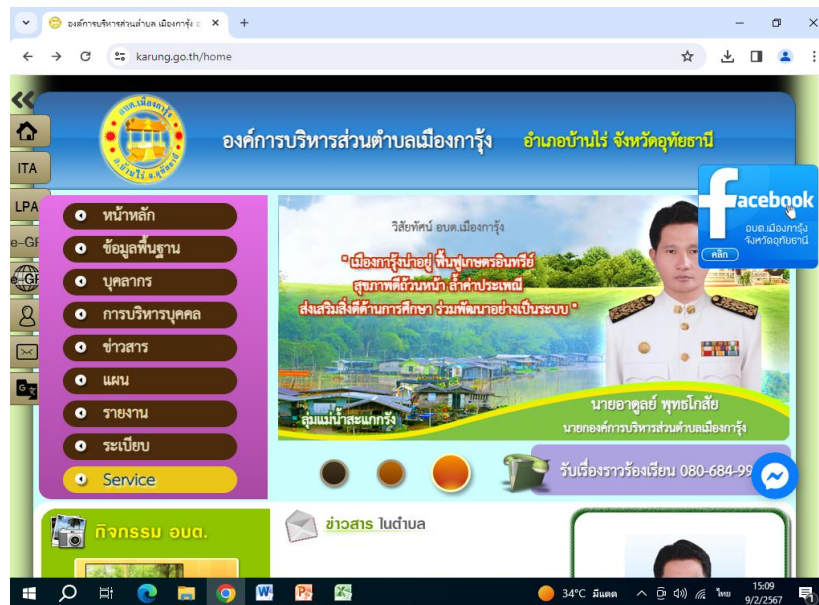 องค์การบริหารส่วนตำบล เมืองการุ้ง
karung.go.th/home
องค์การบริหารส่วนตำบลเมืองการุ้ง อำเภอบ้านไร่ จังหวัดอุทัยธานี
ITA
LPA
facebook
อบต.เมืองการุ้ง
จังหวัดอุทัยธานี
คลิ๊ก
หน้าหลัก
ข้อมูลพื้นฐาน
บุคลากร
การบริหารบุคคล
ข่าวสาร
แผน
รายงาน
ระเบียบ
Service
วิสัยทัศน์ อบต.เมืองการุ้ง
"เมืองการุ้งน่าอยู่ ฟื้นฟูเกษตรอินทรีย์
สุขภาพดีถ้วนหน้า ล้ำค่าประเพณี
ส่งเสริมสิ่งดีด้านการศึกษา ร่วมพัฒนาอย่างเป็นระบบ"
ลุ่มแม่น้ำสะแกกรัง
นายอาดูลย์ พุทธโกสัย
นายกองค์การบริหารส่วนตำบลเมืองการุ้ง
รับเรื่องราวร้องเรียน 080-684-99
กิจกรรม อบต.
ข่าวสาร ในตำบล
34°C มีแดด
ไทย
15:09
9/2/2567